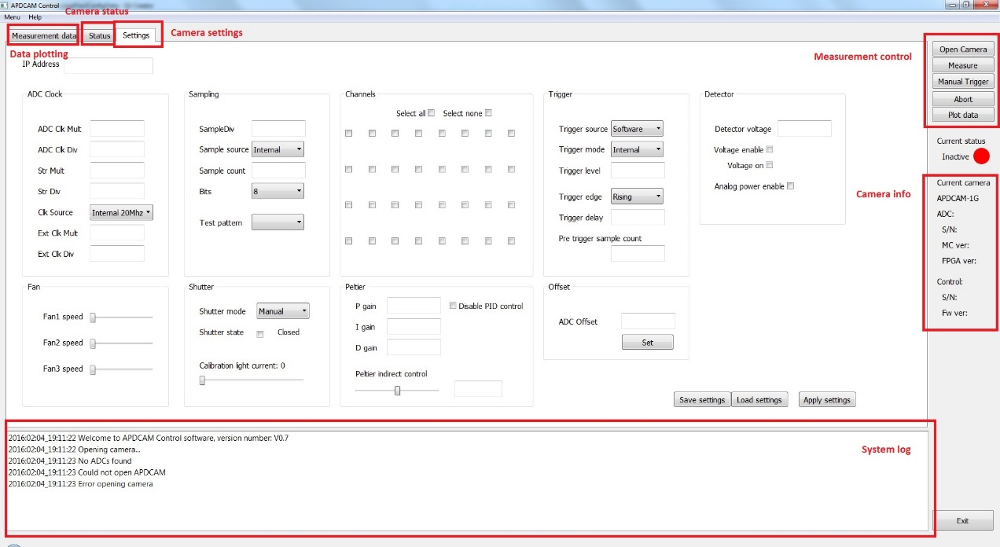 APDCAM Control
Menu Help
Camera status
Measurement data Status Settings
Camera settings
Data plotting
IP Address
Measurement control
Open Camera
Measure
Manual Trigger
Abort
Plot data
Current status
Inactive
Camera info
Current camera
APDCAM-1G
ADC:
S/N:
MC ver:
FPGA ver:
Control:
S/N:
Fw ver:
ADC Clock
ADC Clk Mult
ADC Clk Div
Str Mult
Str Div
Clk Source Internal 20Mhz
Ext Clk Mult
Ext Clk Div
Sampling
SampleDiv
Sample source Internal
Sample count
Bits 8
Test pattern
Channels
Select all Select none
Trigger
Trigger source Software
Trigger mode Internal
Trigger level
Trigger edge Rising
Trigger delay
Pre trigger sample count
Detector
Detector voltage
Voltage enable
Voltage on
Analog power enable
Fan
Fan1 speed
Fan2 speed
Fan3 speed
Shutter
Shutter mode Manual
Shutter state Closed
Calibration light current: 0
Peltier
P gain Disable PID control
I gain
D gain
Peltier indirect control
Offset
ADC Offset
Set
Save settings Load settings Apply settings
2016:02:04_19:11:22 Welcome to APDCAM Control software, version number: V0.7
2016:02:04_19:11:22 Opening camera...
2016:02:04_19:11:23 No ADCs found
2016:02:04_19:11:23 Could not open APDCAM
2016:02:04_19:11:23 Error opening camera
System log
Exit